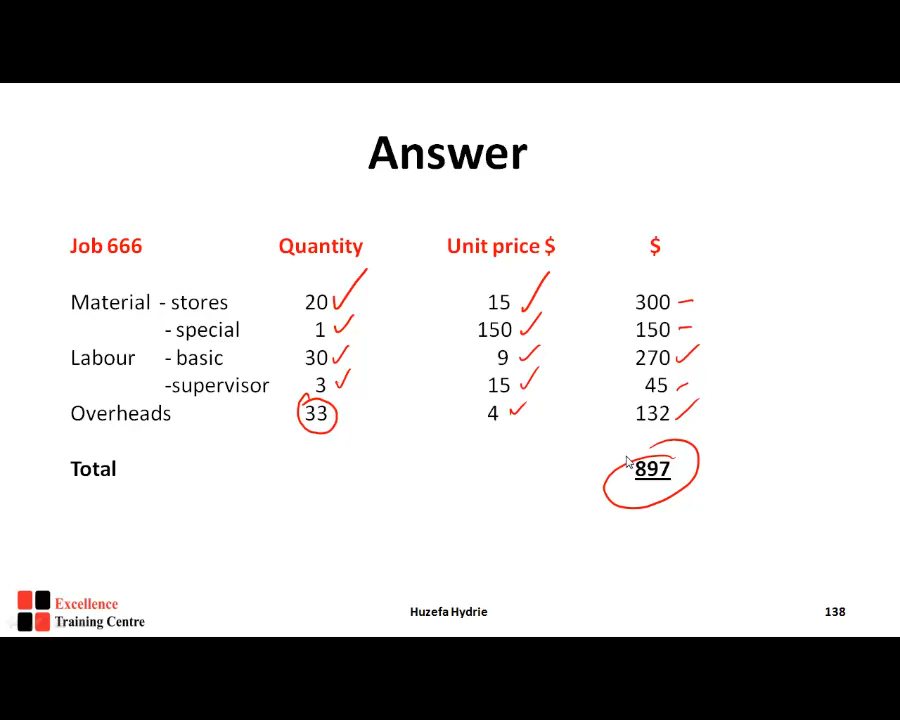 Answer
Job 666 Quantity Unit price $ $
Material - stores 20 15 300
- special 1 150 150
Labour - basic 30 9 270
-supervisor 3 15 45
Overheads 33 4 132
Total 897
Excellence
Training Centre
Huzefa Hydrie
138